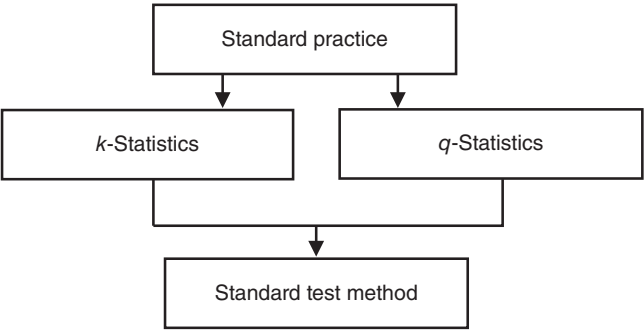 Standard practice
k-Statistics
q-Statistics
Standard test method